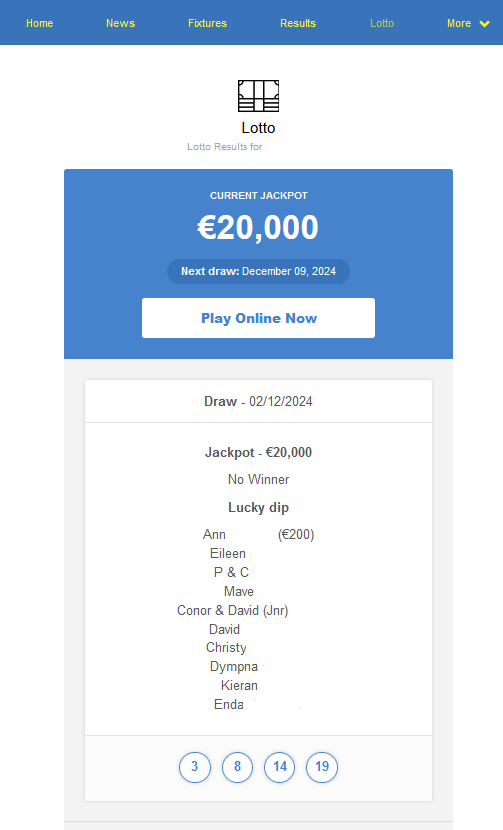 Home News Fixtures Results Lotto More
Lotto
Lotto Results for
CURRENT JACKPOT
€20,000
Next draw: December 09, 2024
Play Online Now
Draw - 02/12/2024
Jackpot - €20,000
No Winner
Lucky dip
Ann (€200)
Eileen
P & C
Mave
Conor & David (Jnr)
David
Christy
Dympna
Kieran
Enda
3 8 14 19